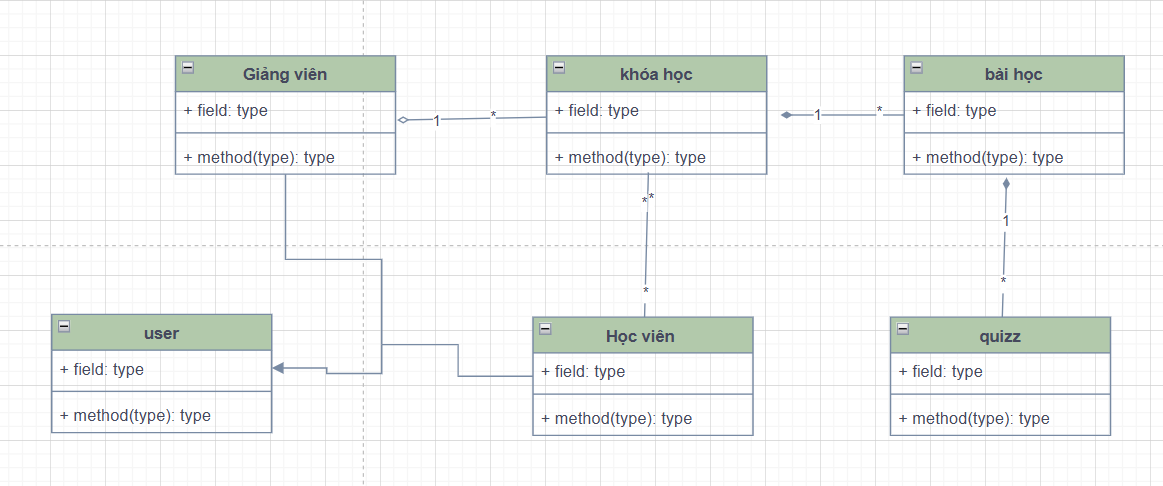 Giảng viên
+ field: type
+ method(type): type
1
*
khóa học
+ field: type
+ method(type): type
1
*
bài học
+ field: type
+ method(type): type
**
*
1
*
user
+ field: type
+ method(type): type
Học viên
+ field: type
+ method(type): type
quizz
+ field: type
+ method(type): type